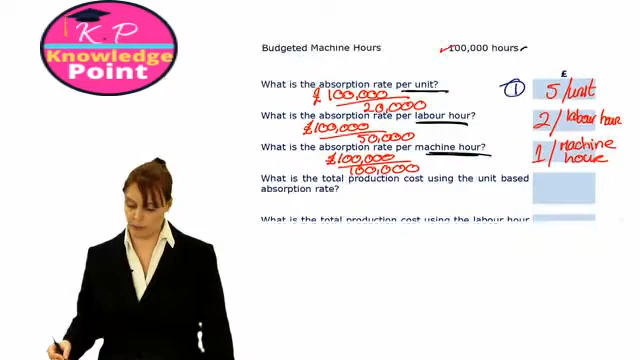 K.P
Knowledge
Point
Budgeted Machine Hours 100,000 hours
£
What is the absorption rate per unit? ① 5/unit
£100,000
20,000
What is the absorption rate per labour hour? 2/labour hour
£100,000
50,000
What is the absorption rate per machine hour? 1/Machine
hour
£100,000
100,000
What is the total production cost using the unit based
absorption rate?
What is the total production cost using the labour hour